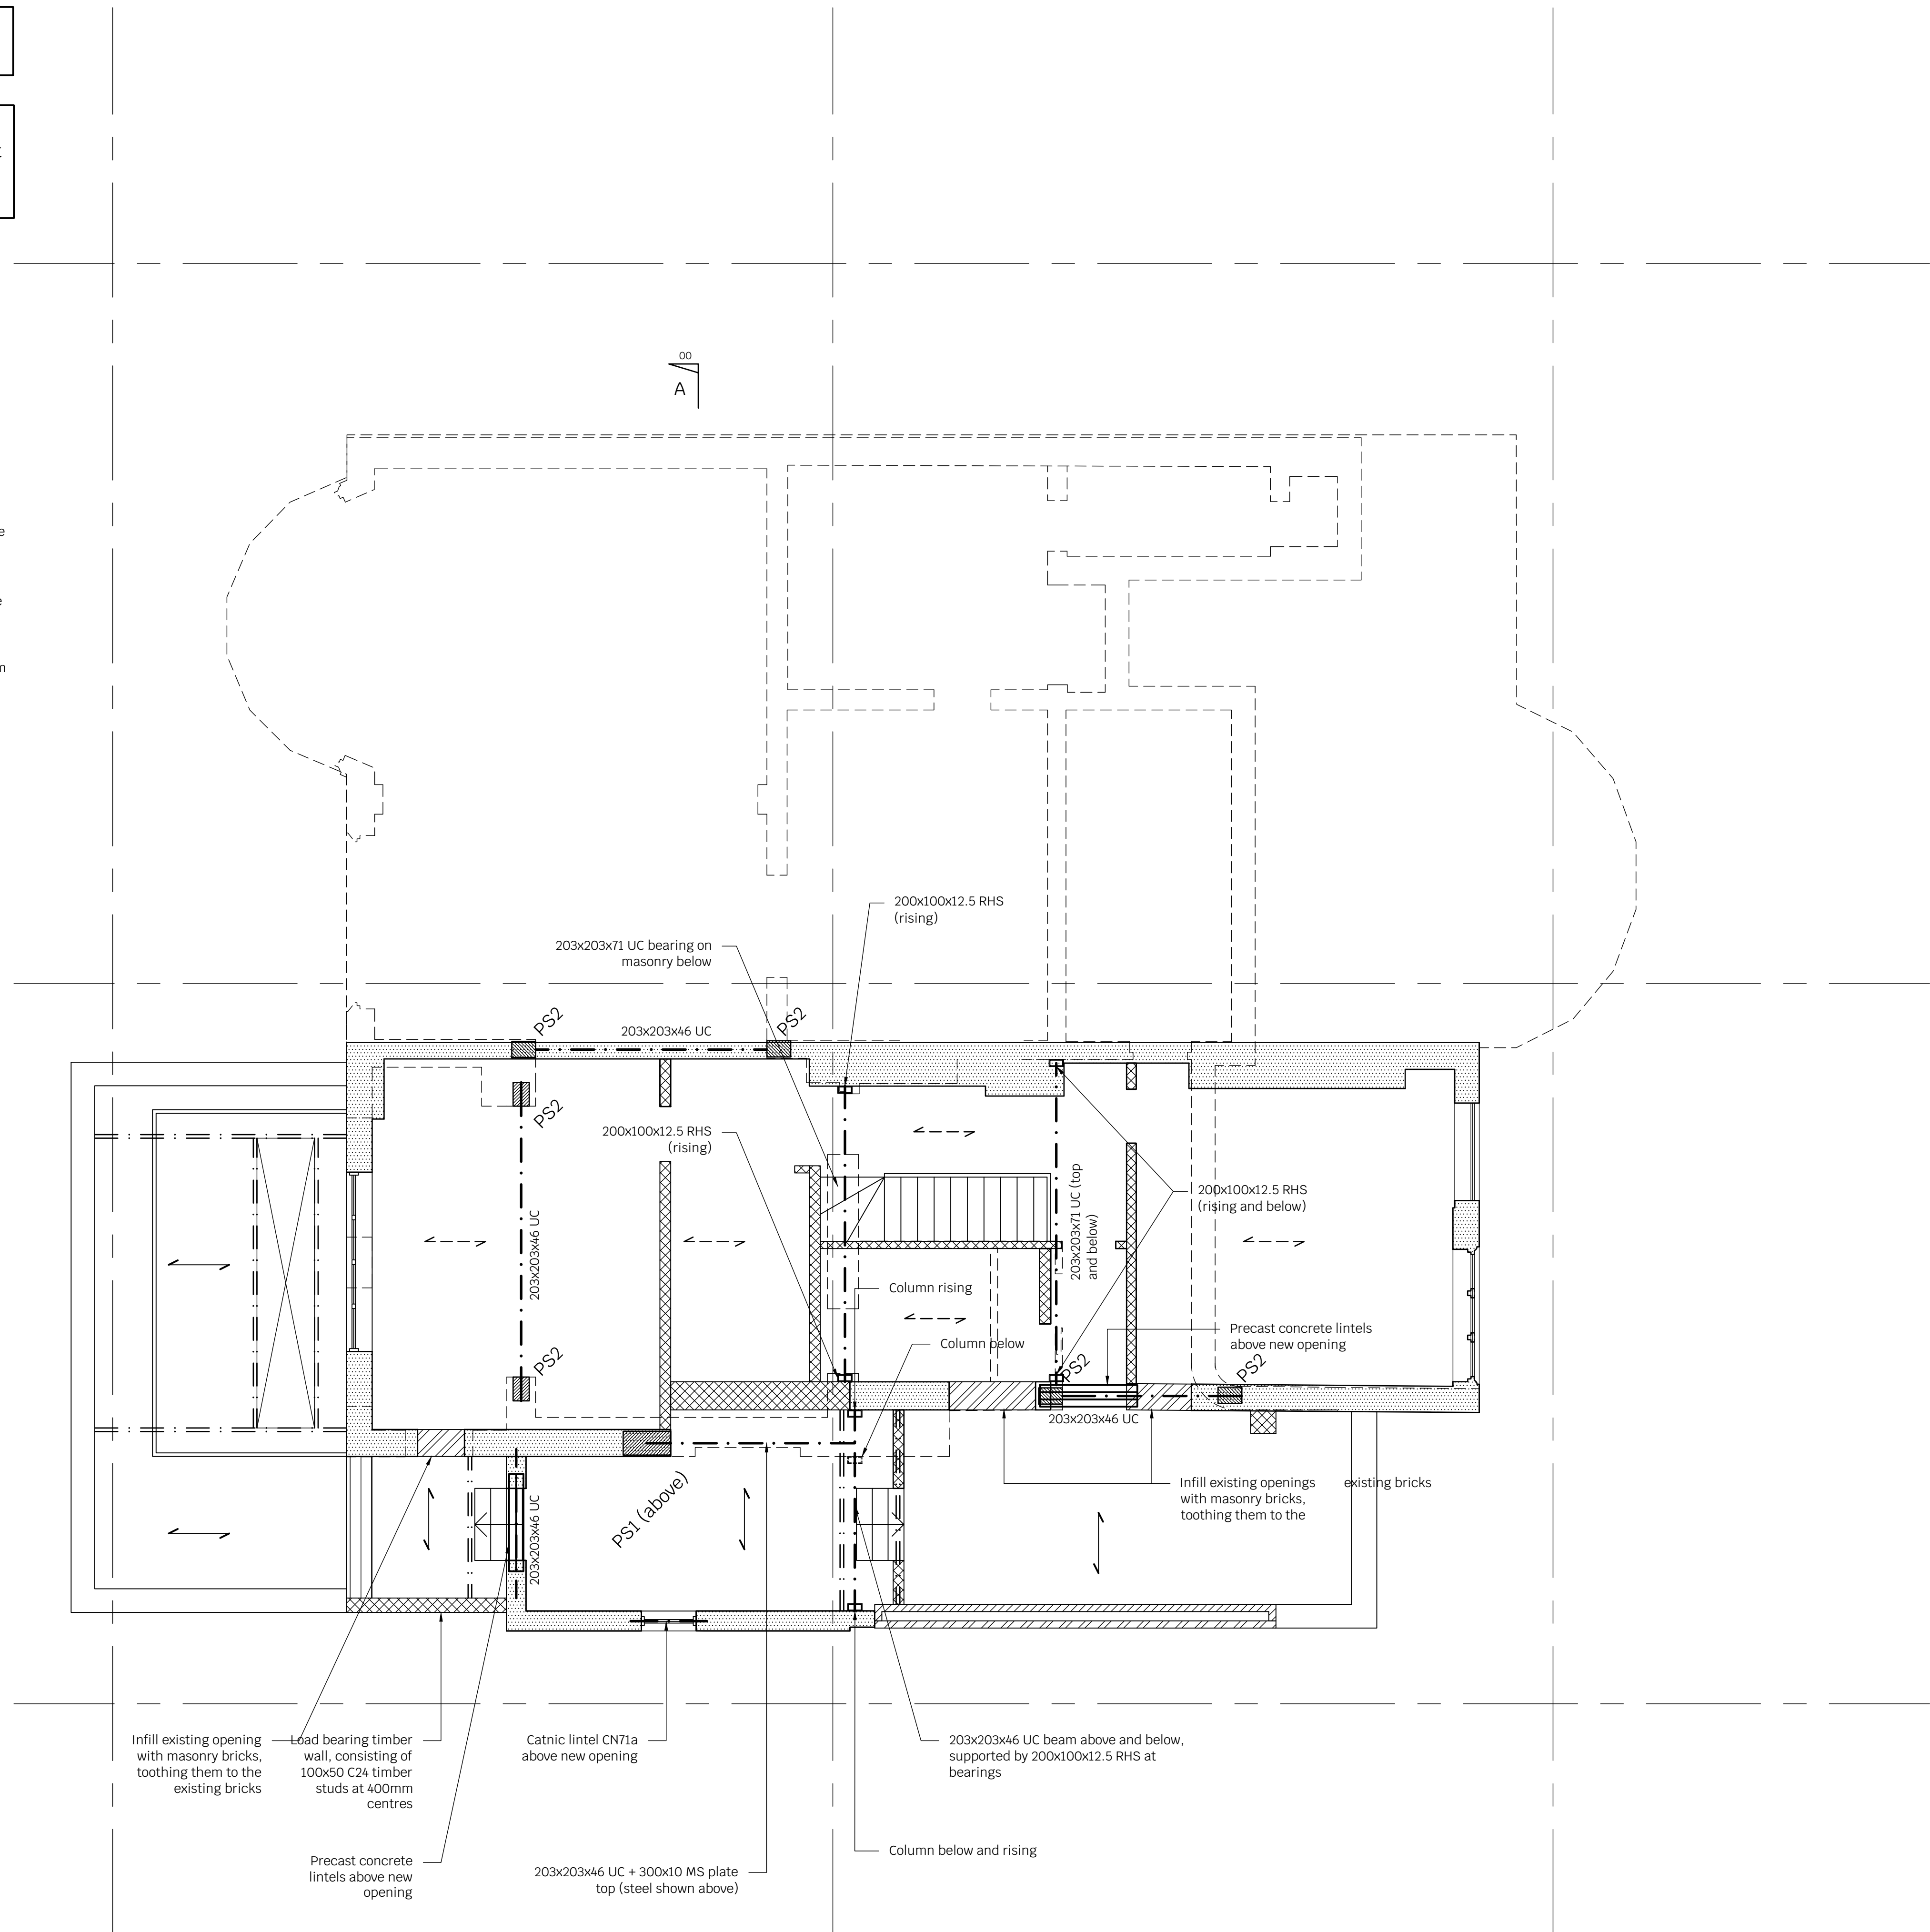 00
A
200x100x12.5 RHS
(rising)
203x203x71 UC bearing on
masonry below
PS2
203x203x46 UC
PS2
PS2
200x100x12.5 RHS
(rising)
203x203x46 UC
203x203x71 UC (top
and below)
200x100x12.5 RHS
(rising and below)
Column rising
Column below
Precast concrete lintels
above new opening
PS2
PS2
PS2
203x203x46 UC
Infill existing openings
with masonry bricks,
toothing them to the
existing bricks
203x203x46 UC
PS1 (above)
Infill existing opening
with masonry bricks,
toothing them to the
existing bricks
Load bearing timber
wall, consisting of
100x50 C24 timber
studs at 400mm
centres
Catnic lintel CN71a
above new opening
203x203x46 UC beam above and below,
supported by 200x100x12.5 RHS at
bearings
Precast concrete
lintels above new
opening
203x203x46 UC + 300x10 MS plate
top (steel shown above)
Column below and rising